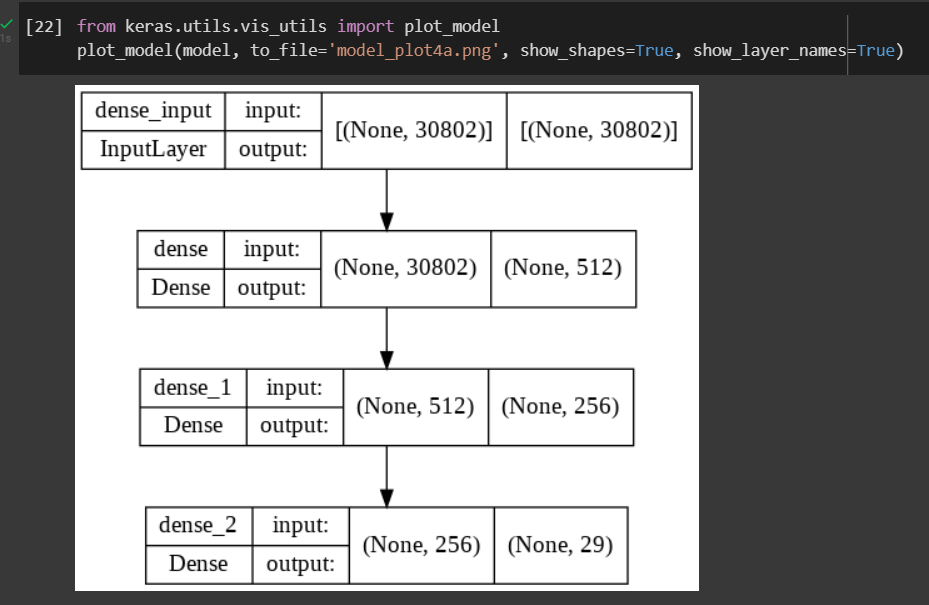 [22] from keras.utils.vis_utils import plot_model
1s
plot_model(model, to_file='model_plot4a.png', show_shapes=True, show_layer_names=True)
dense_input input: [(None, 30802)] [(None, 30802)]
InputLayer output:
dense input: (None, 30802) (None, 512)
Dense output:
dense_1 input: (None, 512) (None, 256)
Dense output:
dense_2 input: (None, 256) (None, 29)
Dense output: